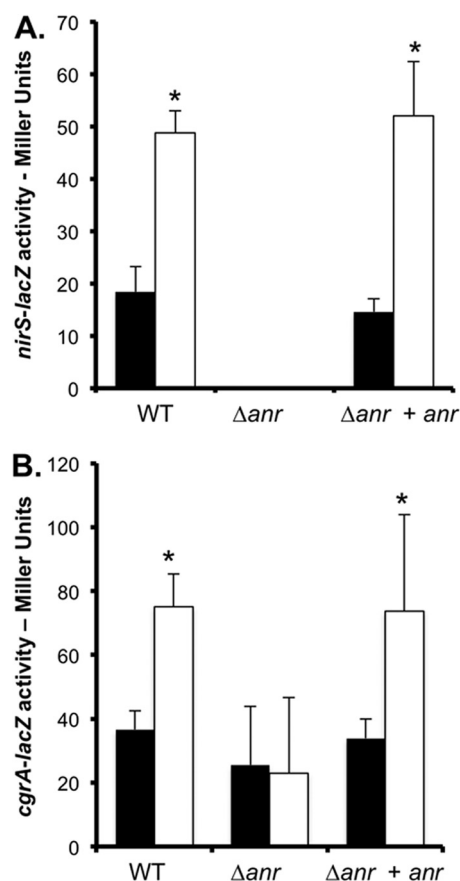 A.
nirS-lacZ activity - Miller Units
70
60
50
40
30
20
10
0
*
*
WT
Δanr
Δanr + anr
B.
cgrA-lacZ activity – Miller Units
120
100
80
60
40
20
0
*
*
WT
Δanr
Δanr + anr